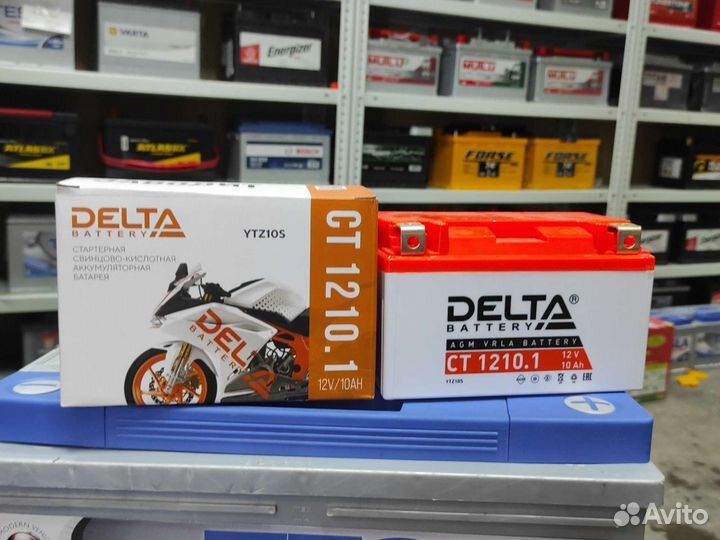 VARTA
Energizer
MUTLU
MUTLU
ATLASBX
ATLASBX
BOSCH
FORSE
FORSE
DELTA
BATTERY
YTZ10S
СТАРТЕРНАЯ
СВИНЦОВО-КИСЛОТНАЯ
АККУМУЛЯТОРНАЯ
БАТАРЕЯ
CT 1210.1
12V/10AH
DELTA
BATTERY
DELTA®
BATTERY
AGM VRLA BATTERY
CT 1210.1
12 V
10 Ah
YTZ10S
MODERN
Avito